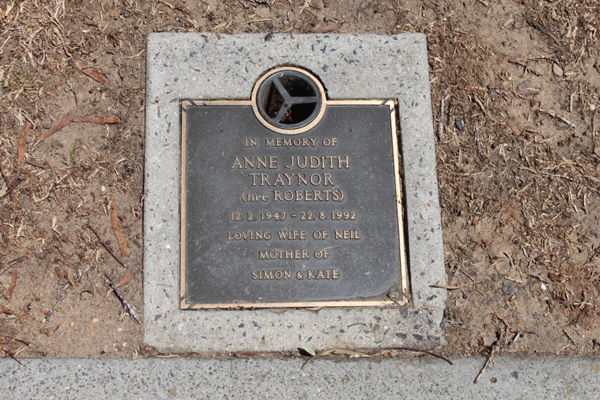 IN MEMORY OF
ANNE JUDITH
TRAYNOR
(nee ROBERTS)
12.2.1947 - 22.8.1992
LOVING WIFE OF NEIL
MOTHER OF
SIMON & KATE